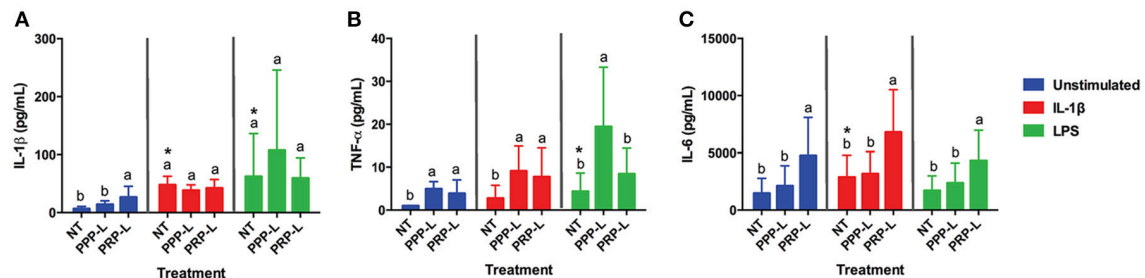 A
IL-1β (pg/mL)
300
200
100
0
b
b
a
*
a
a
a
*
a
a
a
NT
PPP-L
PRP-L
NT
PPP-L
PRP-L
NT
PPP-L
PRP-L
Treatment
B
TNF-α (pg/mL)
40
30
20
10
0
b
a
a
b
a
a
*
b
a
b
NT
PPP-L
PRP-L
NT
PPP-L
PRP-L
NT
PPP-L
PRP-L
Treatment
C
IL-6 (pg/mL)
15000
10000
5000
0
b
b
a
*
b
b
a
b
b
a
NT
PPP-L
PRP-L
NT
PPP-L
PRP-L
NT
PPP-L
PRP-L
Treatment
Unstimulated
IL-1β
LPS